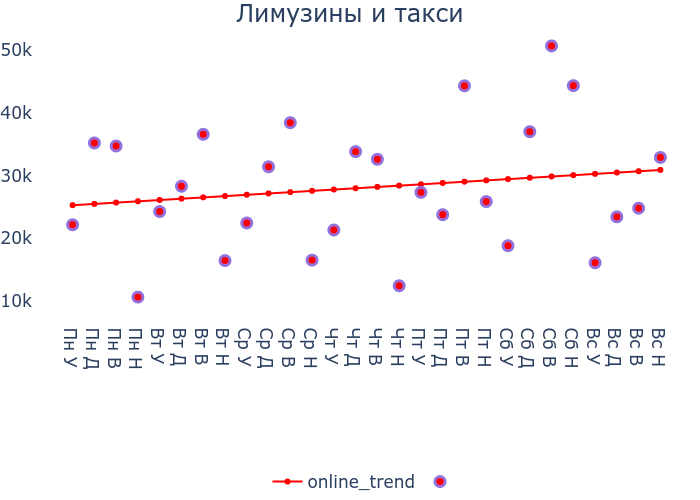 Лимузины и такси
50k
40k
30k
20k
10k
Пн У
Пн Д
Пн В
Пн Н
Вт У
Вт Д
Вт В
Вт Н
Ср У
Ср Д
Ср В
Ср Н
Чт У
Чт Д
Чт В
Чт Н
Пт У
Пт Д
Пт В
Пт Н
Сб У
Сб Д
Сб В
Сб Н
Вс У
Вс Д
Вс В
Вс Н
online_trend